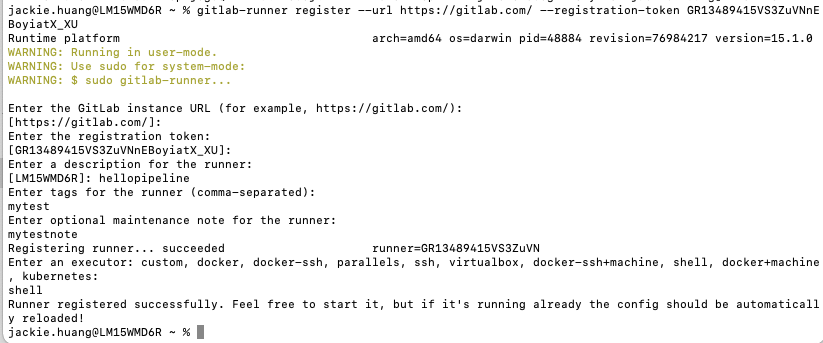 jackie.huang@LM15WMD6R ~ % gitlab-runner register --url https://gitlab.com/ --registration-token GR13489415VS3ZuVNnE
BoyiatX_XU
Runtime platform                                    arch=amd64 os=darwin pid=48884 revision=76984217 version=15.1.0
WARNING: Running in user-mode.
WARNING: Use sudo for system-mode:
WARNING: $ sudo gitlab-runner...
Enter the GitLab instance URL (for example, https://gitlab.com/):
[https://gitlab.com/]:
Enter the registration token:
[GR13489415VS3ZuVNnEBoyiatX_XU]:
Enter a description for the runner:
[LM15WMD6R]: hellopipeline
Enter tags for the runner (comma-separated):
mytest
Enter optional maintenance note for the runner:
mytestnote
Registering runner... succeeded                     runner=GR13489415VS3ZuVN
Enter an executor: custom, docker, docker-ssh, parallels, ssh, virtualbox, docker-ssh+machine, shell, docker+machine
, kubernetes:
shell
Runner registered successfully. Feel free to start it, but if it's running already the config should be automaticall
y reloaded!
jackie.huang@LM15WMD6R ~ %